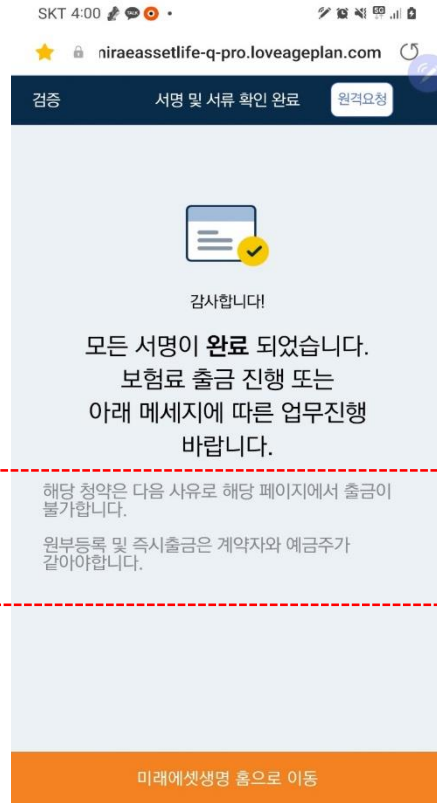 SKT 4:00
5G
niraeassetlife-q-pro.loveageplan.com
검증
서명 및 서류 확인 완료
원격요청
감사합니다!
모든 서명이 완료 되었습니다.
보험료 출금 진행 또는
아래 메세지에 따른 업무진행
바랍니다.
해당 청약은 다음 사유로 해당 페이지에서 출금이
불가합니다.
원부등록 및 즉시출금은 계약자와 예금주가
같아야합니다.
미래에셋생명 홈으로 이동